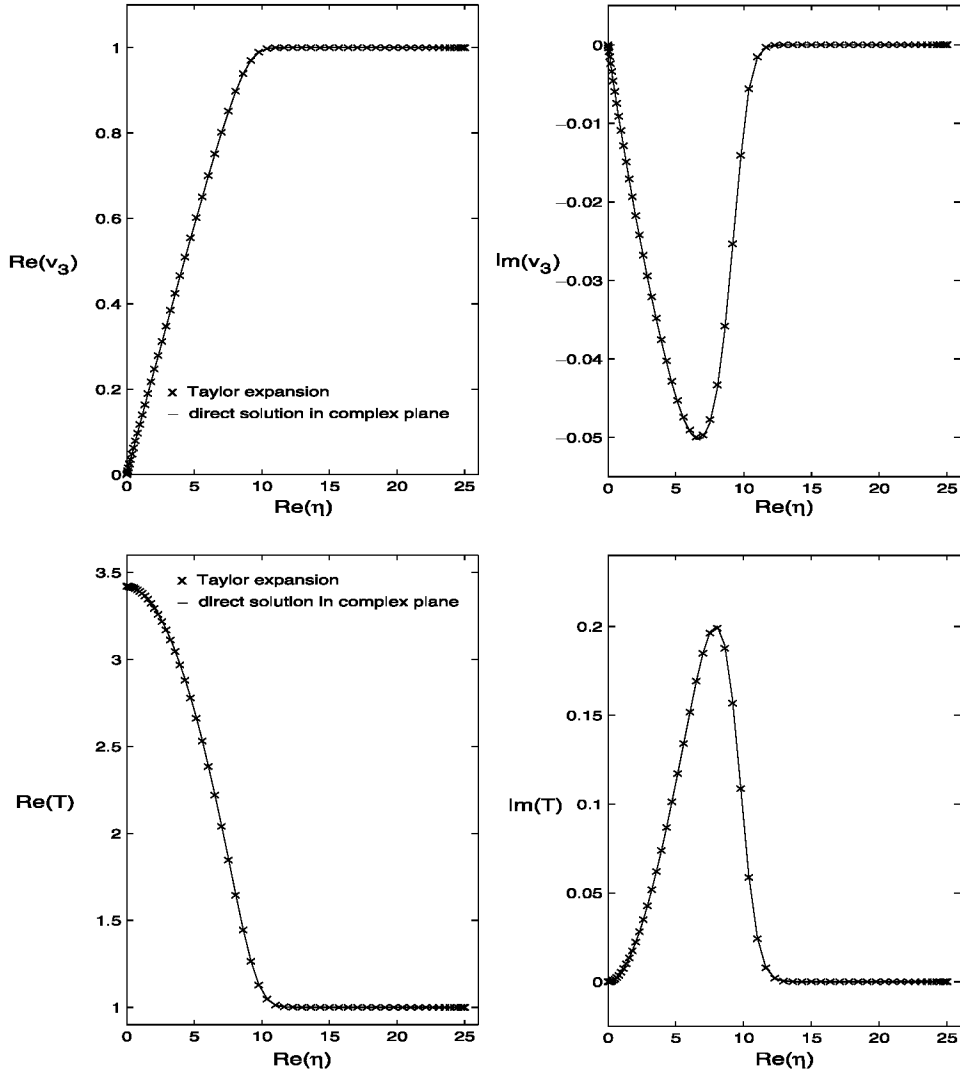 1
0.8
0.6
Re(v3)
0.4
0.2
0
× Taylor expansion
– direct solution in complex plane
0 5 10 15 20 25
Re(η)
0
−0.01
−0.02
Im(v3)
−0.03
−0.04
−0.05
0 5 10 15 20 25
Re(η)
3.5
3
2.5
Re(T)
2
1.5
1
× Taylor expansion
– direct solution in complex plane
0 5 10 15 20 25
Re(η)
0.2
0.15
Im(T)
0.1
0.05
0
0 5 10 15 20 25
Re(η)